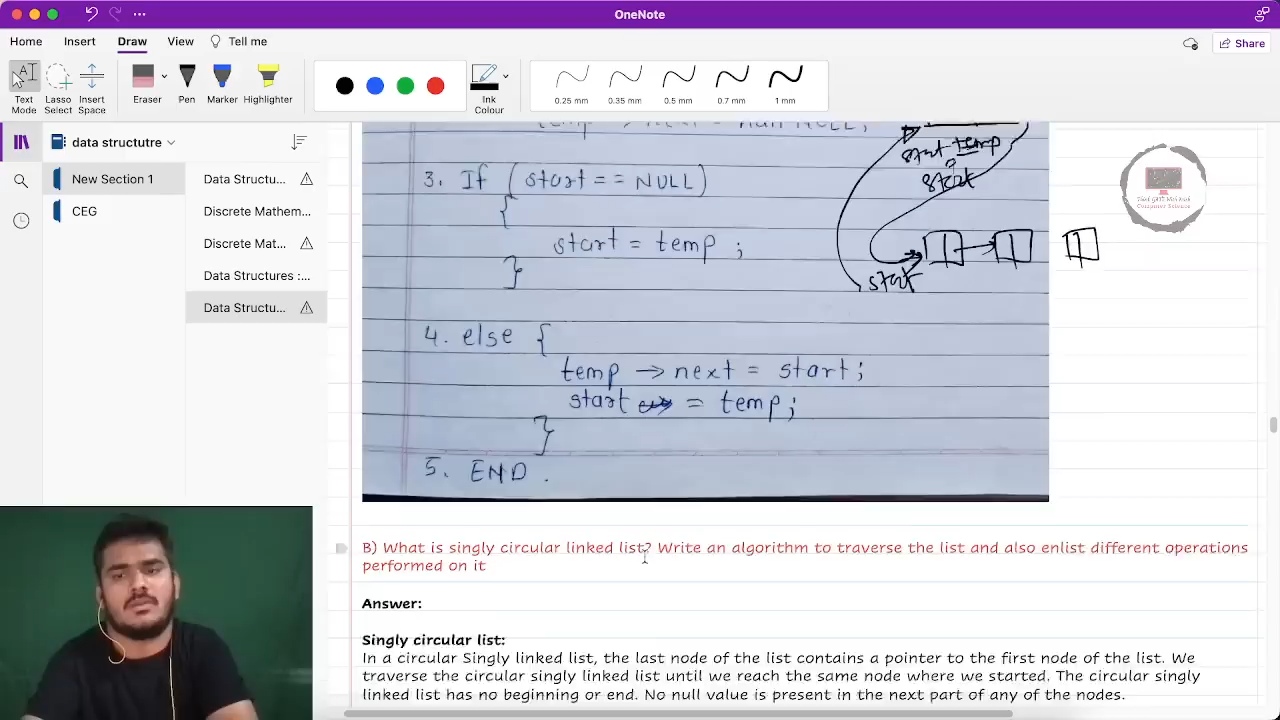 OneNote
Home Insert Draw View Tell me
Share
Text Mode
Lasso Select
Insert Space
Eraser
Pen
Marker
Highlighter
Ink Colour
0.25 mm
0.35 mm
0.5 mm
0.7 mm
1 mm
data structutre
New Section 1
CEG
Data Structu...
Discrete Mathem...
Discrete Mat...
Data Structures :...
Data Structu...
3. If (start == NULL)
{
start = temp ;
}
4. else {
temp → next = start;
start = temp;
}
5. END.
start temp
start
start
B) What is singly circular linked list? Write an algorithm to traverse the list and also enlist different operations
performed on it
Answer:
Singly circular list:
In a circular Singly linked list, the last node of the list contains a pointer to the first node of the list. We
traverse the circular singly linked list until we reach the same node where we started. The circular singly
linked list has no beginning or end. No null value is present in the next part of any of the nodes.